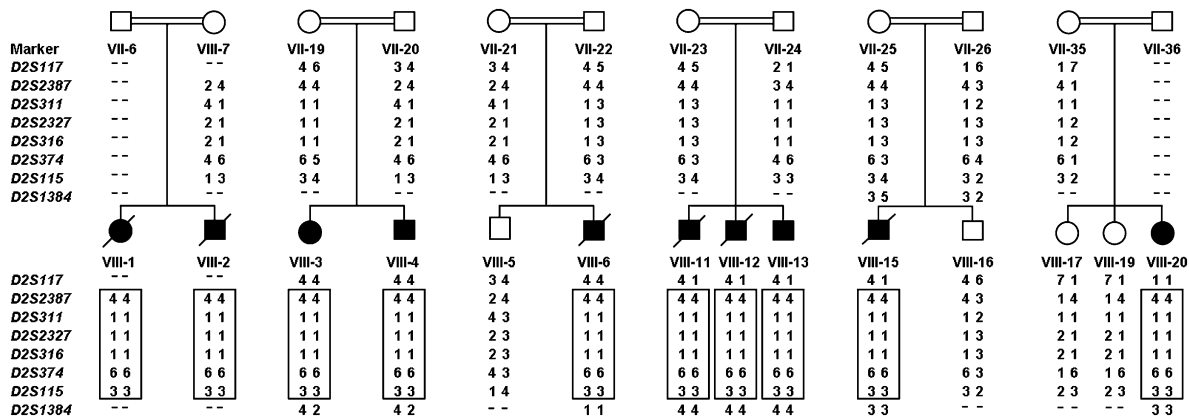 Marker VII-6 VIII-7 VII-19 VII-20 VII-21 VII-22 VII-23 VII-24 VII-25 VII-26 VII-35 VII-36
D2S117 -- -- 4 6 3 4 3 4 4 5 4 5 2 1 4 5 1 6 1 7 --
D2S2387 -- 2 4 4 4 2 4 2 4 4 4 4 4 3 4 4 4 4 3 4 1 --
D2S311 -- 4 1 1 1 4 1 4 1 1 3 1 3 1 1 1 3 1 2 1 1 --
D2S2327 -- 2 1 1 1 2 1 2 1 1 3 1 3 1 1 1 3 1 1 1 2 --
D2S316 -- 2 1 1 1 2 1 2 1 1 3 1 3 1 1 1 3 1 1 1 2 --
D2S374 -- 4 6 6 5 4 6 4 6 6 3 6 3 4 6 6 3 6 4 6 1 --
D2S115 -- 1 3 3 4 1 3 1 3 3 4 3 4 3 3 3 4 3 2 3 2 --
D2S1384 -- -- -- -- -- -- -- -- 3 5 3 2 -- --
VIII-1 VIII-2 VIII-3 VIII-4 VIII-5 VIII-6 VIII-11 VIII-12 VIII-13 VIII-15 VIII-16 VIII-17 VIII-19 VIII-20
D2S117 -- -- 4 4 4 4 3 4 4 4 4 1 4 1 4 1 4 1 4 6 7 1 7 1 1 1
D2S2387 4 4 4 4 4 4 4 4 2 4 4 4 4 4 4 4 4 4 4 4 4 3 1 4 1 4 4 4
D2S311 1 1 1 1 1 1 1 1 4 3 1 1 1 1 1 1 1 1 1 1 1 2 1 1 1 1 1 1
D2S2327 1 1 1 1 1 1 1 1 2 3 1 1 1 1 1 1 1 1 1 1 1 3 2 1 2 1 1 1
D2S316 1 1 1 1 1 1 1 1 2 3 1 1 1 1 1 1 1 1 1 1 1 3 2 1 2 1 1 1
D2S374 6 6 6 6 6 6 6 6 4 3 6 6 6 6 6 6 6 6 6 6 6 3 1 6 1 6 6 6
D2S115 3 3 3 3 3 3 3 3 1 4 3 3 3 3 3 3 3 3 3 3 3 2 2 3 2 3 3 3
D2S1384 -- -- 4 2 4 2 -- 1 1 4 4 4 4 4 4 3 3 -- -- -- 3 3